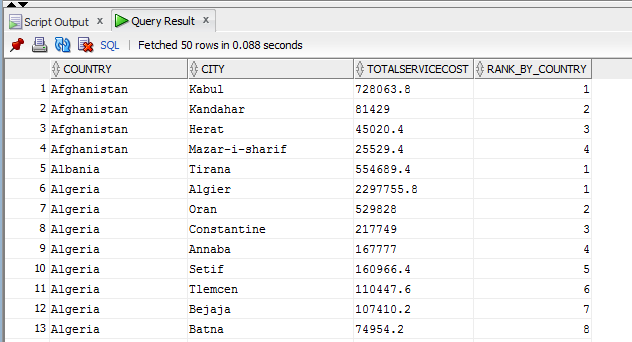 Script Output x Query Result x
SQL | Fetched 50 rows in 0.088 seconds
COUNTRY CITY TOTALSERVICECOST RANK_BY_COUNTRY
1 Afghanistan Kabul 728063.8 1
2 Afghanistan Kandahar 81429 2
3 Afghanistan Herat 45020.4 3
4 Afghanistan Mazar-i-sharif 25529.4 4
5 Albania Tirana 554689.4 1
6 Algeria Algier 2297755.8 1
7 Algeria Oran 529828 2
8 Algeria Constantine 217749 3
9 Algeria Annaba 167777 4
10 Algeria Setif 160966.4 5
11 Algeria Tlemcen 110447.6 6
12 Algeria Bejaja 107410.2 7
13 Algeria Batna 74954.2 8